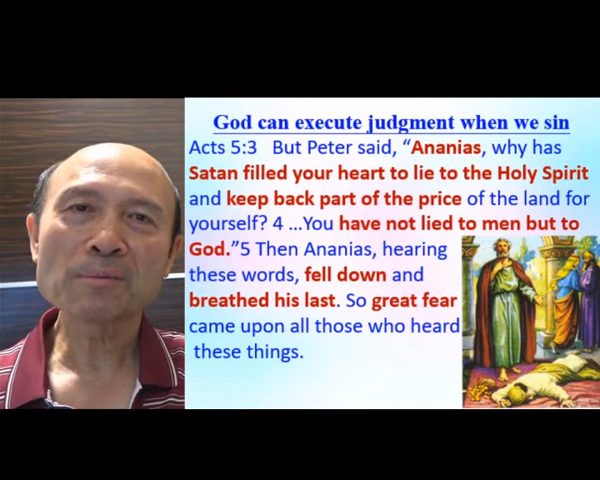 God can execute judgment when we sin
Acts 5:3 But Peter said, “Ananias, why has
Satan filled your heart to lie to the Holy Spirit
and keep back part of the price of the land for
yourself? 4 …You have not lied to men but to
God.”5 Then Ananias, hearing
these words, fell down and
breathed his last. So great fear
came upon all those who heard
these things.